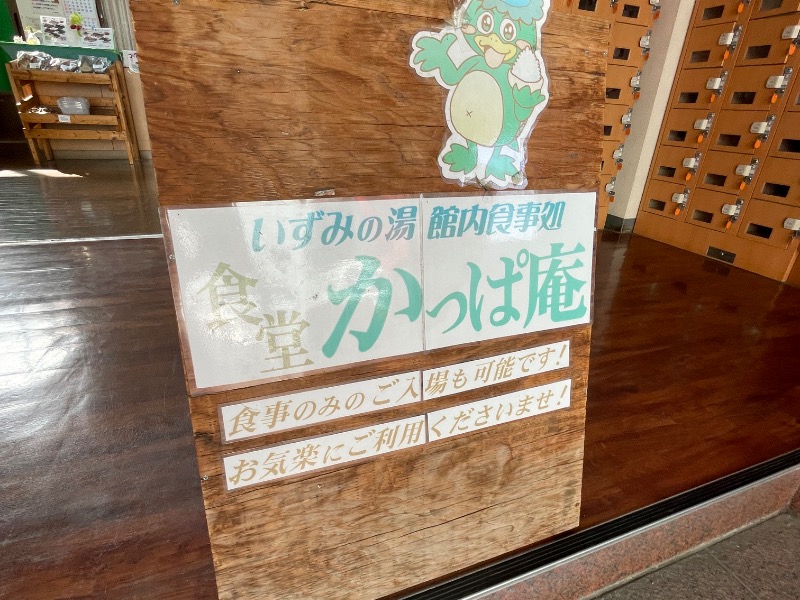 いずみの湯 館内食事処
食堂 かっぱ庵
食事のみのご入場も可能です!
お気楽にご利用くださいませ!